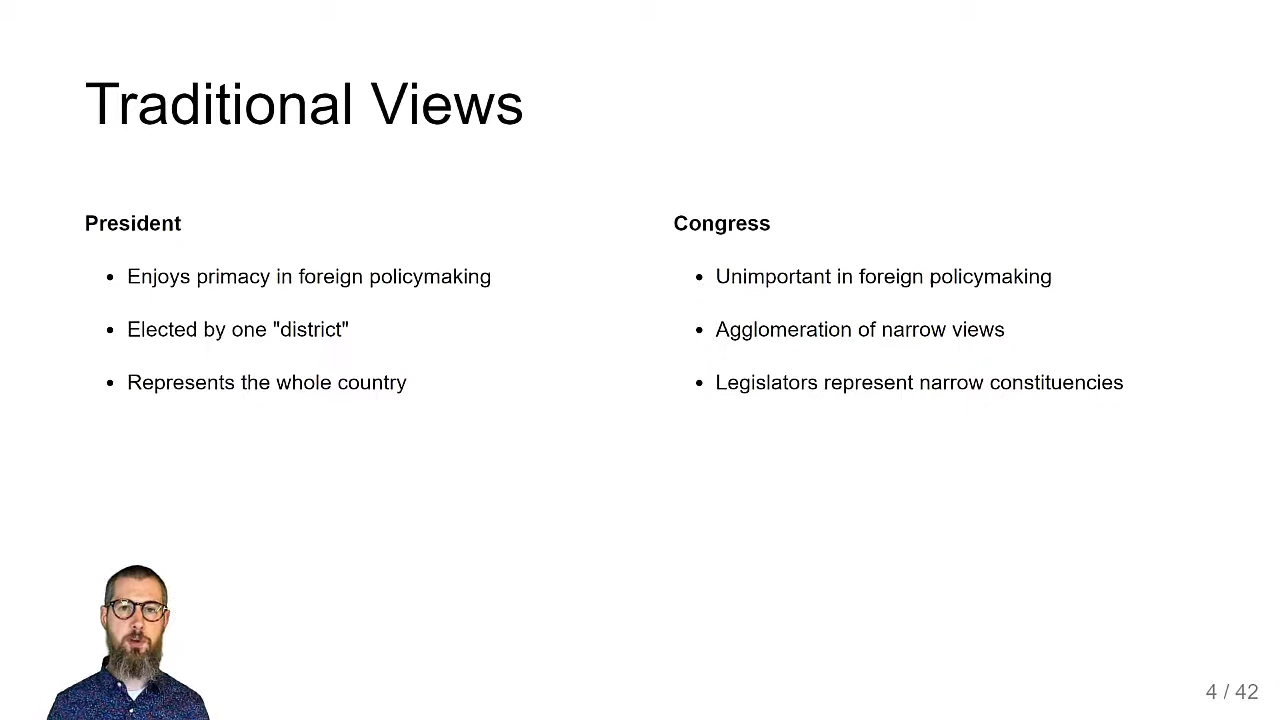 Traditional Views
President
• Enjoys primacy in foreign policymaking
• Elected by one "district"
• Represents the whole country
Congress
• Unimportant in foreign policymaking
• Agglomeration of narrow views
• Legislators represent narrow constituencies
4 / 42